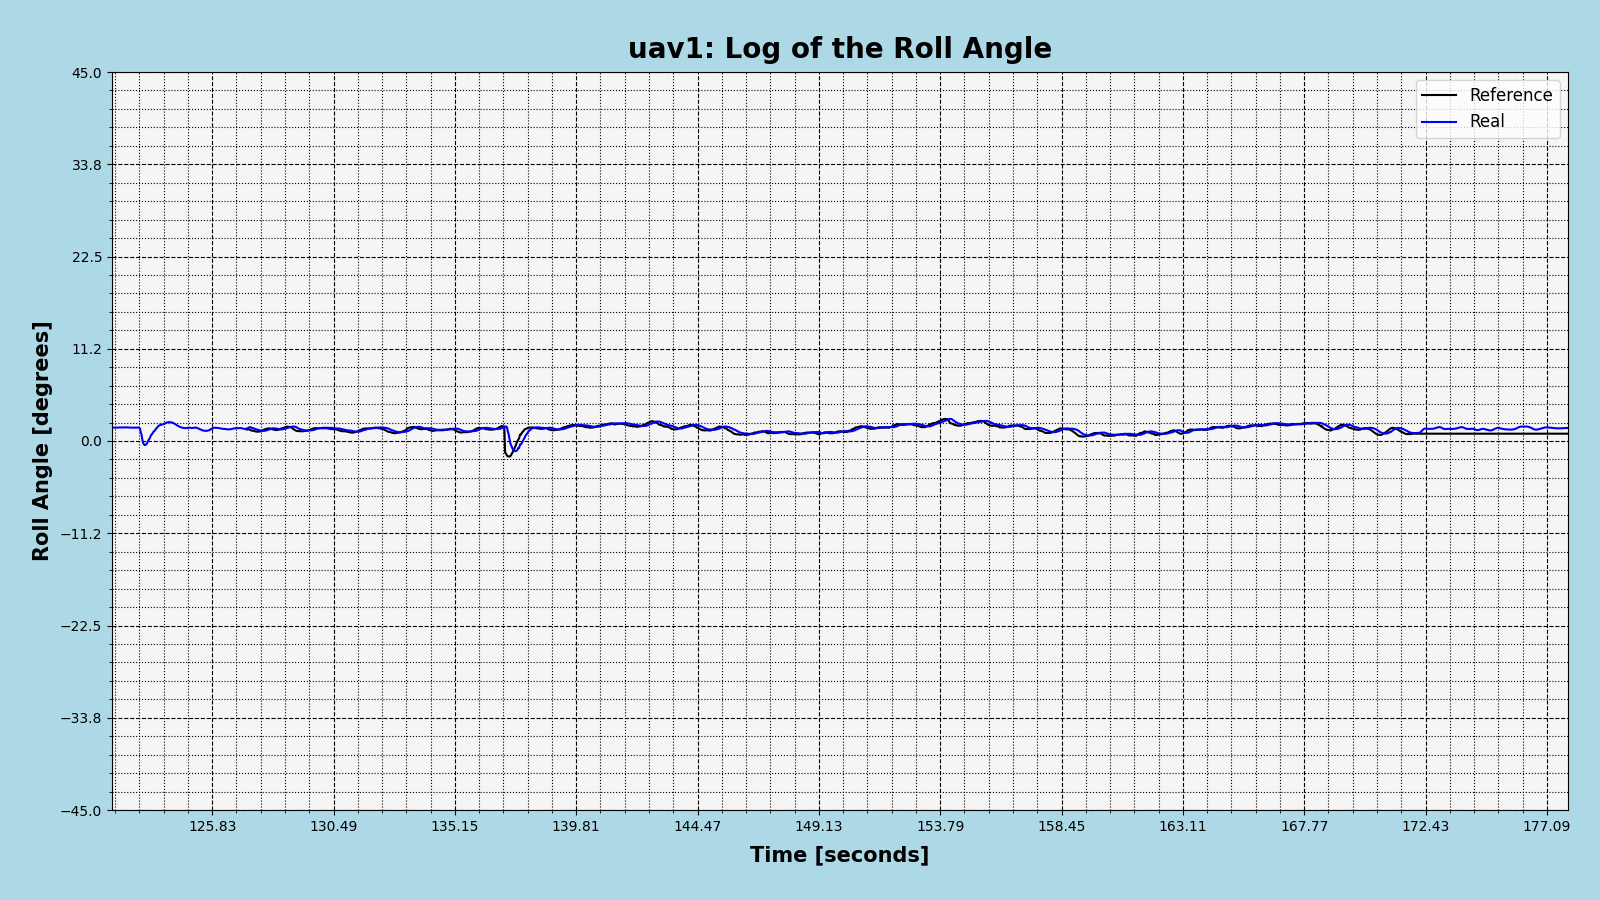 uav1: Log of the Roll Angle
Reference
Real
45.0
33.8
22.5
11.2
0.0
−11.2
−22.5
−33.8
−45.0
Roll Angle [degrees]
125.83 130.49 135.15 139.81 144.47 149.13 153.79 158.45 163.11 167.77 172.43 177.09
Time [seconds]